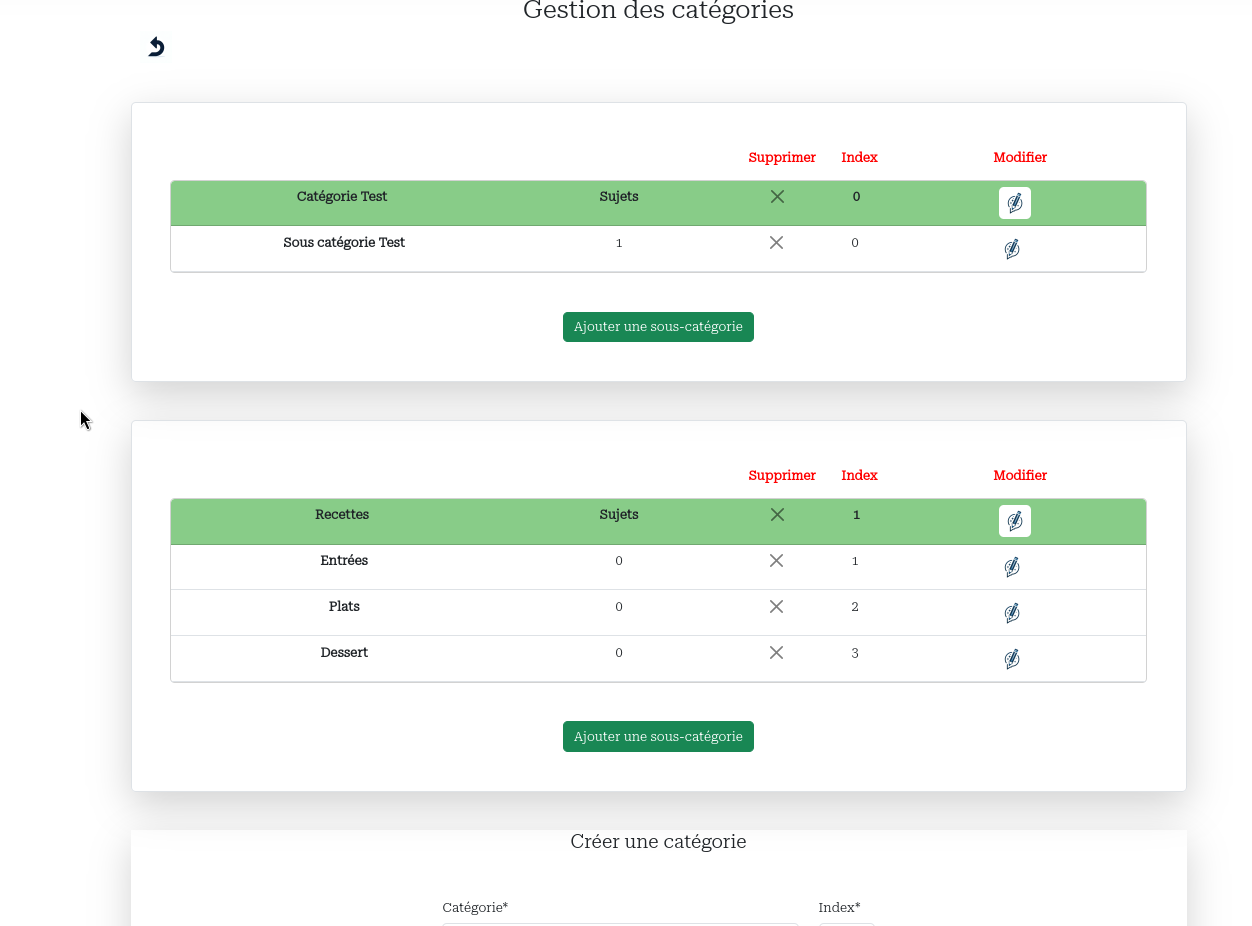 Gestion des catégories
Supprimer Index Modifier
Catégorie Test Sujets 0
Sous catégorie Test 1 0
Ajouter une sous-catégorie
Supprimer Index Modifier
Recettes Sujets 1
Entrées 0 1
Plats 0 2
Dessert 0 3
Ajouter une sous-catégorie
Créer une catégorie
Catégorie* Index*